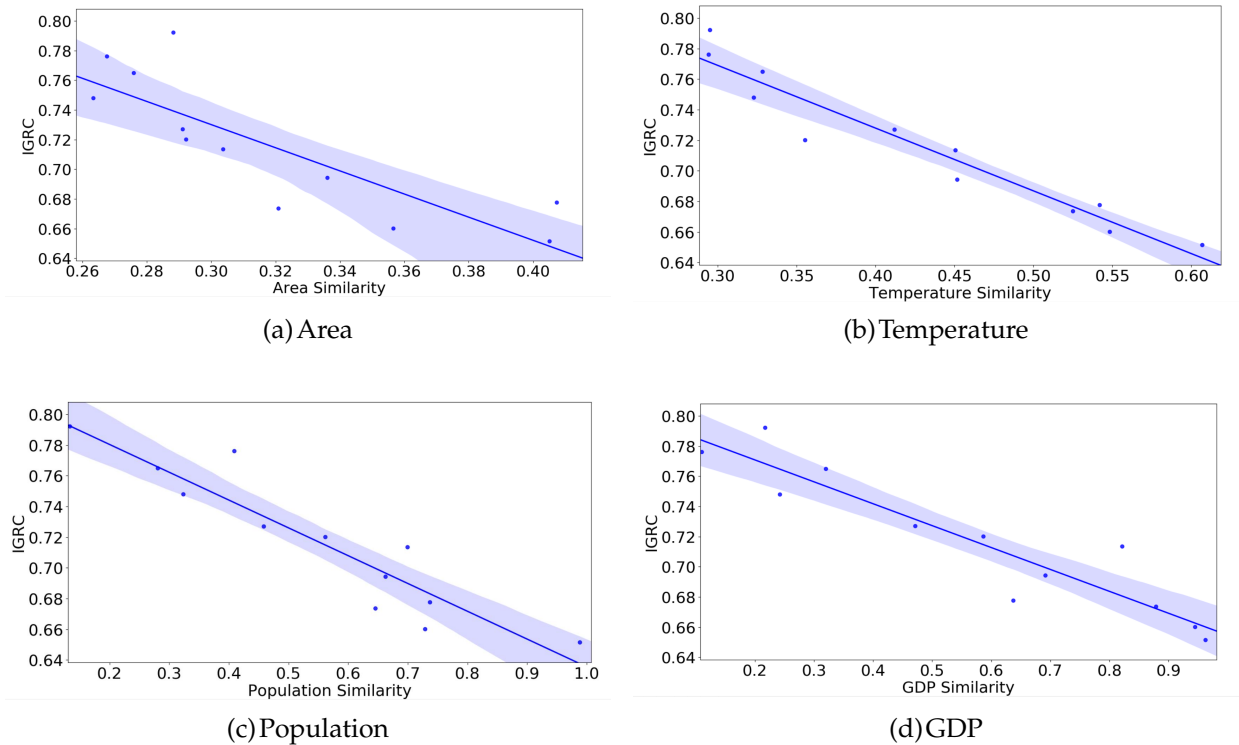 0.80
0.78
0.76
0.74
0.72
0.70
0.68
0.66
0.64
IGRC
0.26 0.28 0.30 0.32 0.34 0.36 0.38 0.40
Area Similarity
(a) Area
0.80
0.78
0.76
0.74
0.72
0.70
0.68
0.66
0.64
IGRC
0.30 0.35 0.40 0.45 0.50 0.55 0.60
Temperature Similarity
(b) Temperature
0.80
0.78
0.76
0.74
0.72
0.70
0.68
0.66
0.64
IGRC
0.2 0.3 0.4 0.5 0.6 0.7 0.8 0.9 1.0
Population Similarity
(c) Population
0.80
0.78
0.76
0.74
0.72
0.70
0.68
0.66
0.64
IGRC
0.2 0.3 0.4 0.5 0.6 0.7 0.8 0.9
GDP Similarity
(d) GDP